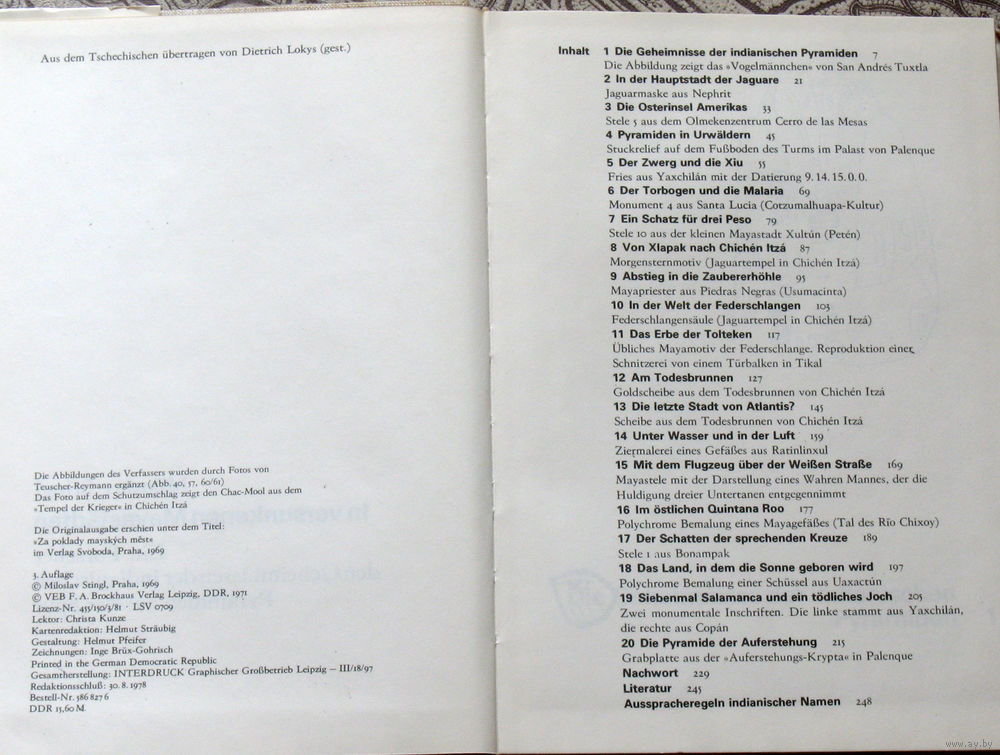 Aus dem Tschechischen übertragen von Dietrich Lokys (gest.)
Die Abbildungen des Verfassers wurden durch Fotos von
Teuscher-Reymann ergänzt (Abb. 40, 57, 60/61)
Das Foto auf dem Schutzumschlag zeigt den Chac-Mool aus dem
»Tempel der Krieger« in Chichén Itzá
Die Originalausgabe erschien unter dem Titel:
»Za poklady mayských měst«
im Verlag Svoboda, Praha, 1969
3. Auflage
© Miloslav Stingl, Praha, 1969
© VEB F. A. Brockhaus Verlag Leipzig, DDR, 1971
Lizenz-Nr. 455/150/3/81 · LSV 0709
Lektor: Christa Kunze
Kartenredaktion: Helmut Sträubig
Gestaltung: Helmut Pfeifer
Zeichnungen: Inge Brüx-Gohrisch
Printed in the German Democratic Republic
Gesamtherstellung: INTERDRUCK Graphischer Großbetrieb Leipzig – III/18/97
Redaktionsschluß: 30. 8. 1978
Bestell-Nr. 586 827 6
DDR 15,60 M.
Inhalt 1 Die Geheimnisse der indianischen Pyramiden 7
Die Abbildung zeigt das »Vogelmännchen« von San Andrés Tuxtla
2 In der Hauptstadt der Jaguare 21
Jaguarmaske aus Nephrit
3 Die Osterinsel Amerikas 33
Stele 5 aus dem Olmekenzentrum Cerro de las Mesas
4 Pyramiden in Urwäldern 45
Stuckrelief auf dem Fußboden des Turms im Palast von Palenque
5 Der Zwerg und die Xiu 55
Fries aus Yaxchilán mit der Datierung 9. 14. 15. 0. 0.
6 Der Torbogen und die Malaria 69
Monument 4 aus Santa Lucia (Cotzumalhuapa-Kultur)
7 Ein Schatz für drei Peso 79
Stele 10 aus der kleinen Mayastadt Xultún (Petén)
8 Von Xlapak nach Chichén Itzá 87
Morgensternmotiv (Jaguartempel in Chichén Itzá)
9 Abstieg in die Zaubererhöhle 95
Mayapriester aus Piedras Negras (Usumacinta)
10 In der Welt der Federschlangen 103
Federschlangensäule (Jaguartempel in Chichén Itzá)
11 Das Erbe der Tolteken 117
Übliches Mayamotiv der Federschlange. Reproduktion einer
Schnitzerei von einem Türbalken in Tikal
12 Am Todesbrunnen 127
Goldscheibe aus dem Todesbrunnen von Chichén Itzá
13 Die letzte Stadt von Atlantis? 145
Scheibe aus dem Todesbrunnen von Chichén Itzá
14 Unter Wasser und in der Luft 159
Ziermalerei eines Gefäßes aus Ratinlinxul
15 Mit dem Flugzeug über der Weißen Straße 169
Mayastele mit der Darstellung eines Wahren Mannes, der die
Huldigung dreier Untertanen entgegennimmt
16 Im östlichen Quintana Roo 177
Polychrome Bemalung eines Mayagefäßes (Tal des Río Chixoy)
17 Der Schatten der sprechenden Kreuze 189
Stele 1 aus Bonampak
18 Das Land, in dem die Sonne geboren wird 197
Polychrome Bemalung einer Schüssel aus Uaxactún
19 Siebenmal Salamanca und ein tödliches Joch 205
Zwei monumentale Inschriften. Die linke stammt aus Yaxchilán,
die rechte aus Copán
20 Die Pyramide der Auferstehung 215
Grabplatte aus der »Auferstehungs-Krypta« in Palenque
Nachwort 229
Literatur 245
Ausspracheregeln indianischer Namen 248
www.ay.by